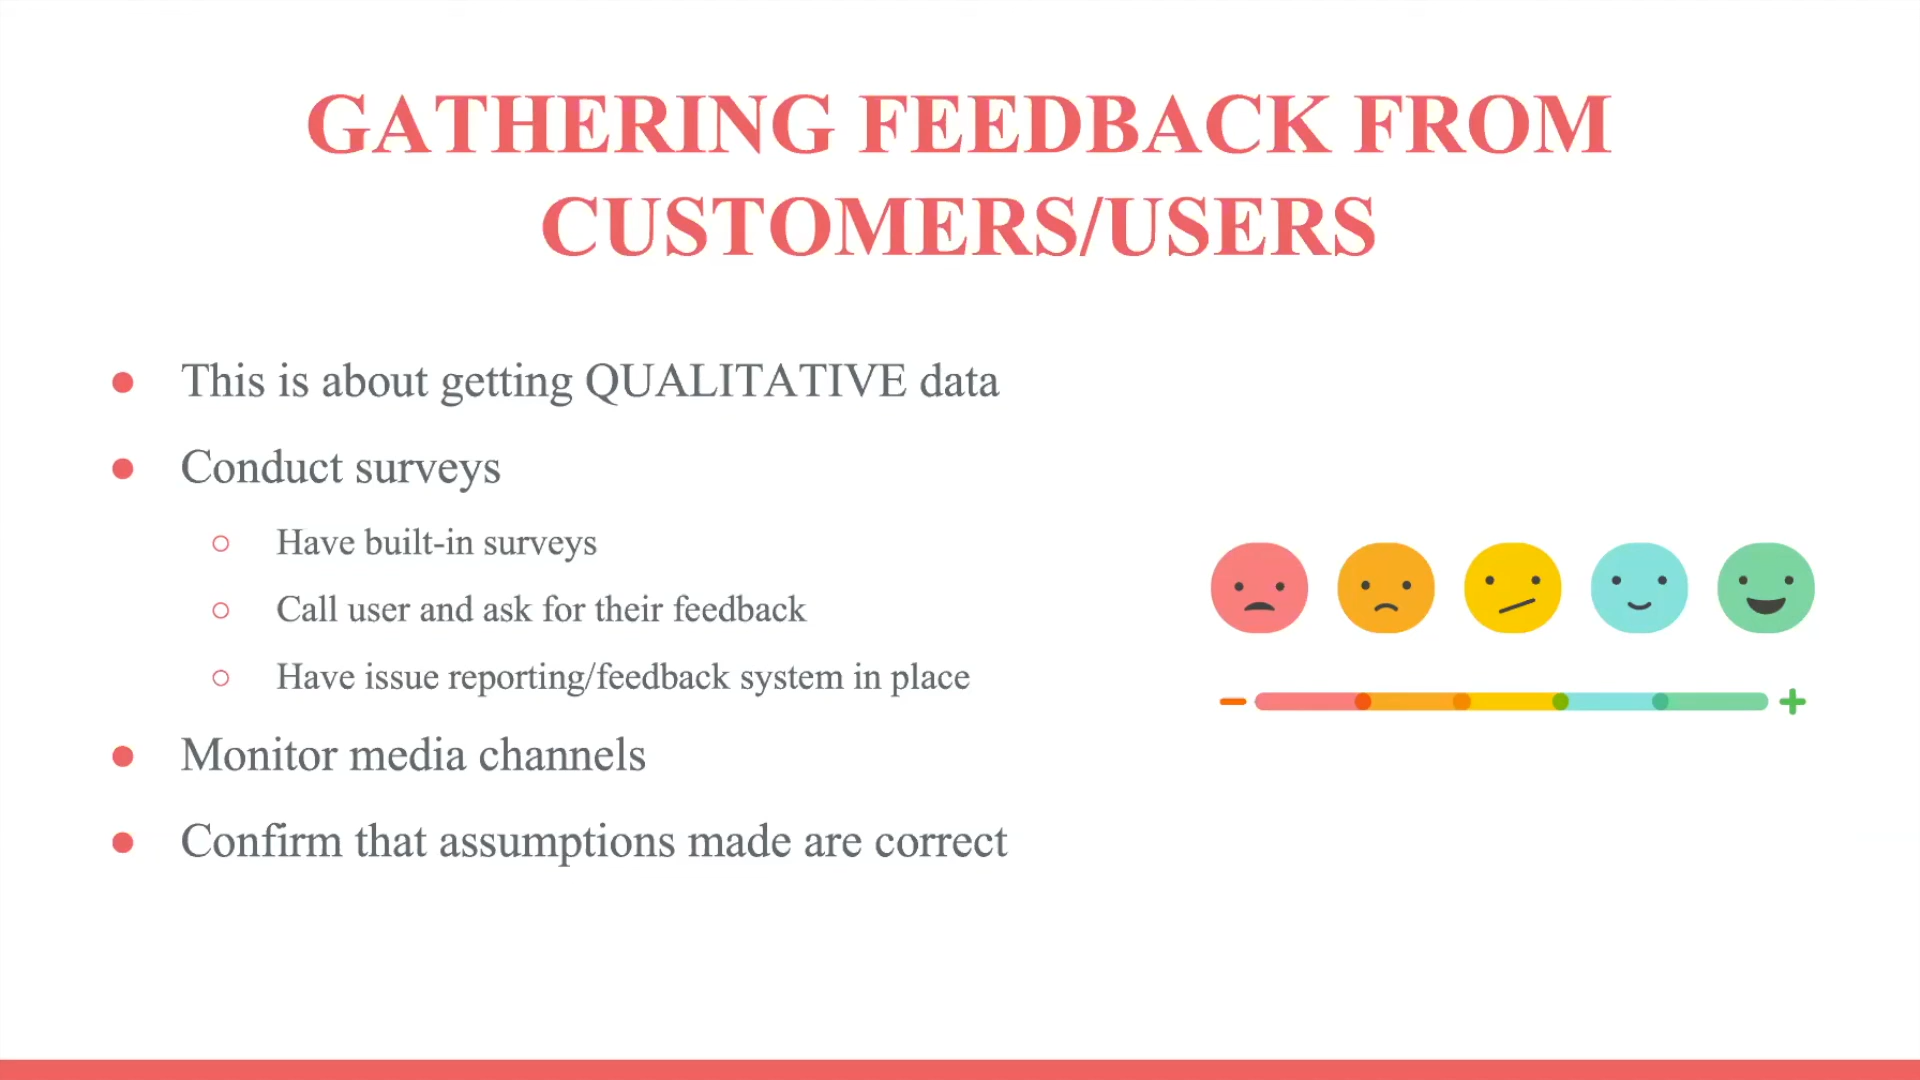 GATHERING FEEDBACK FROM
CUSTOMERS/USERS
This is about getting QUALITATIVE data
Conduct surveys
Have built-in surveys
Call user and ask for their feedback
Have issue reporting/feedback system in place
Monitor media channels
Confirm that assumptions made are correct